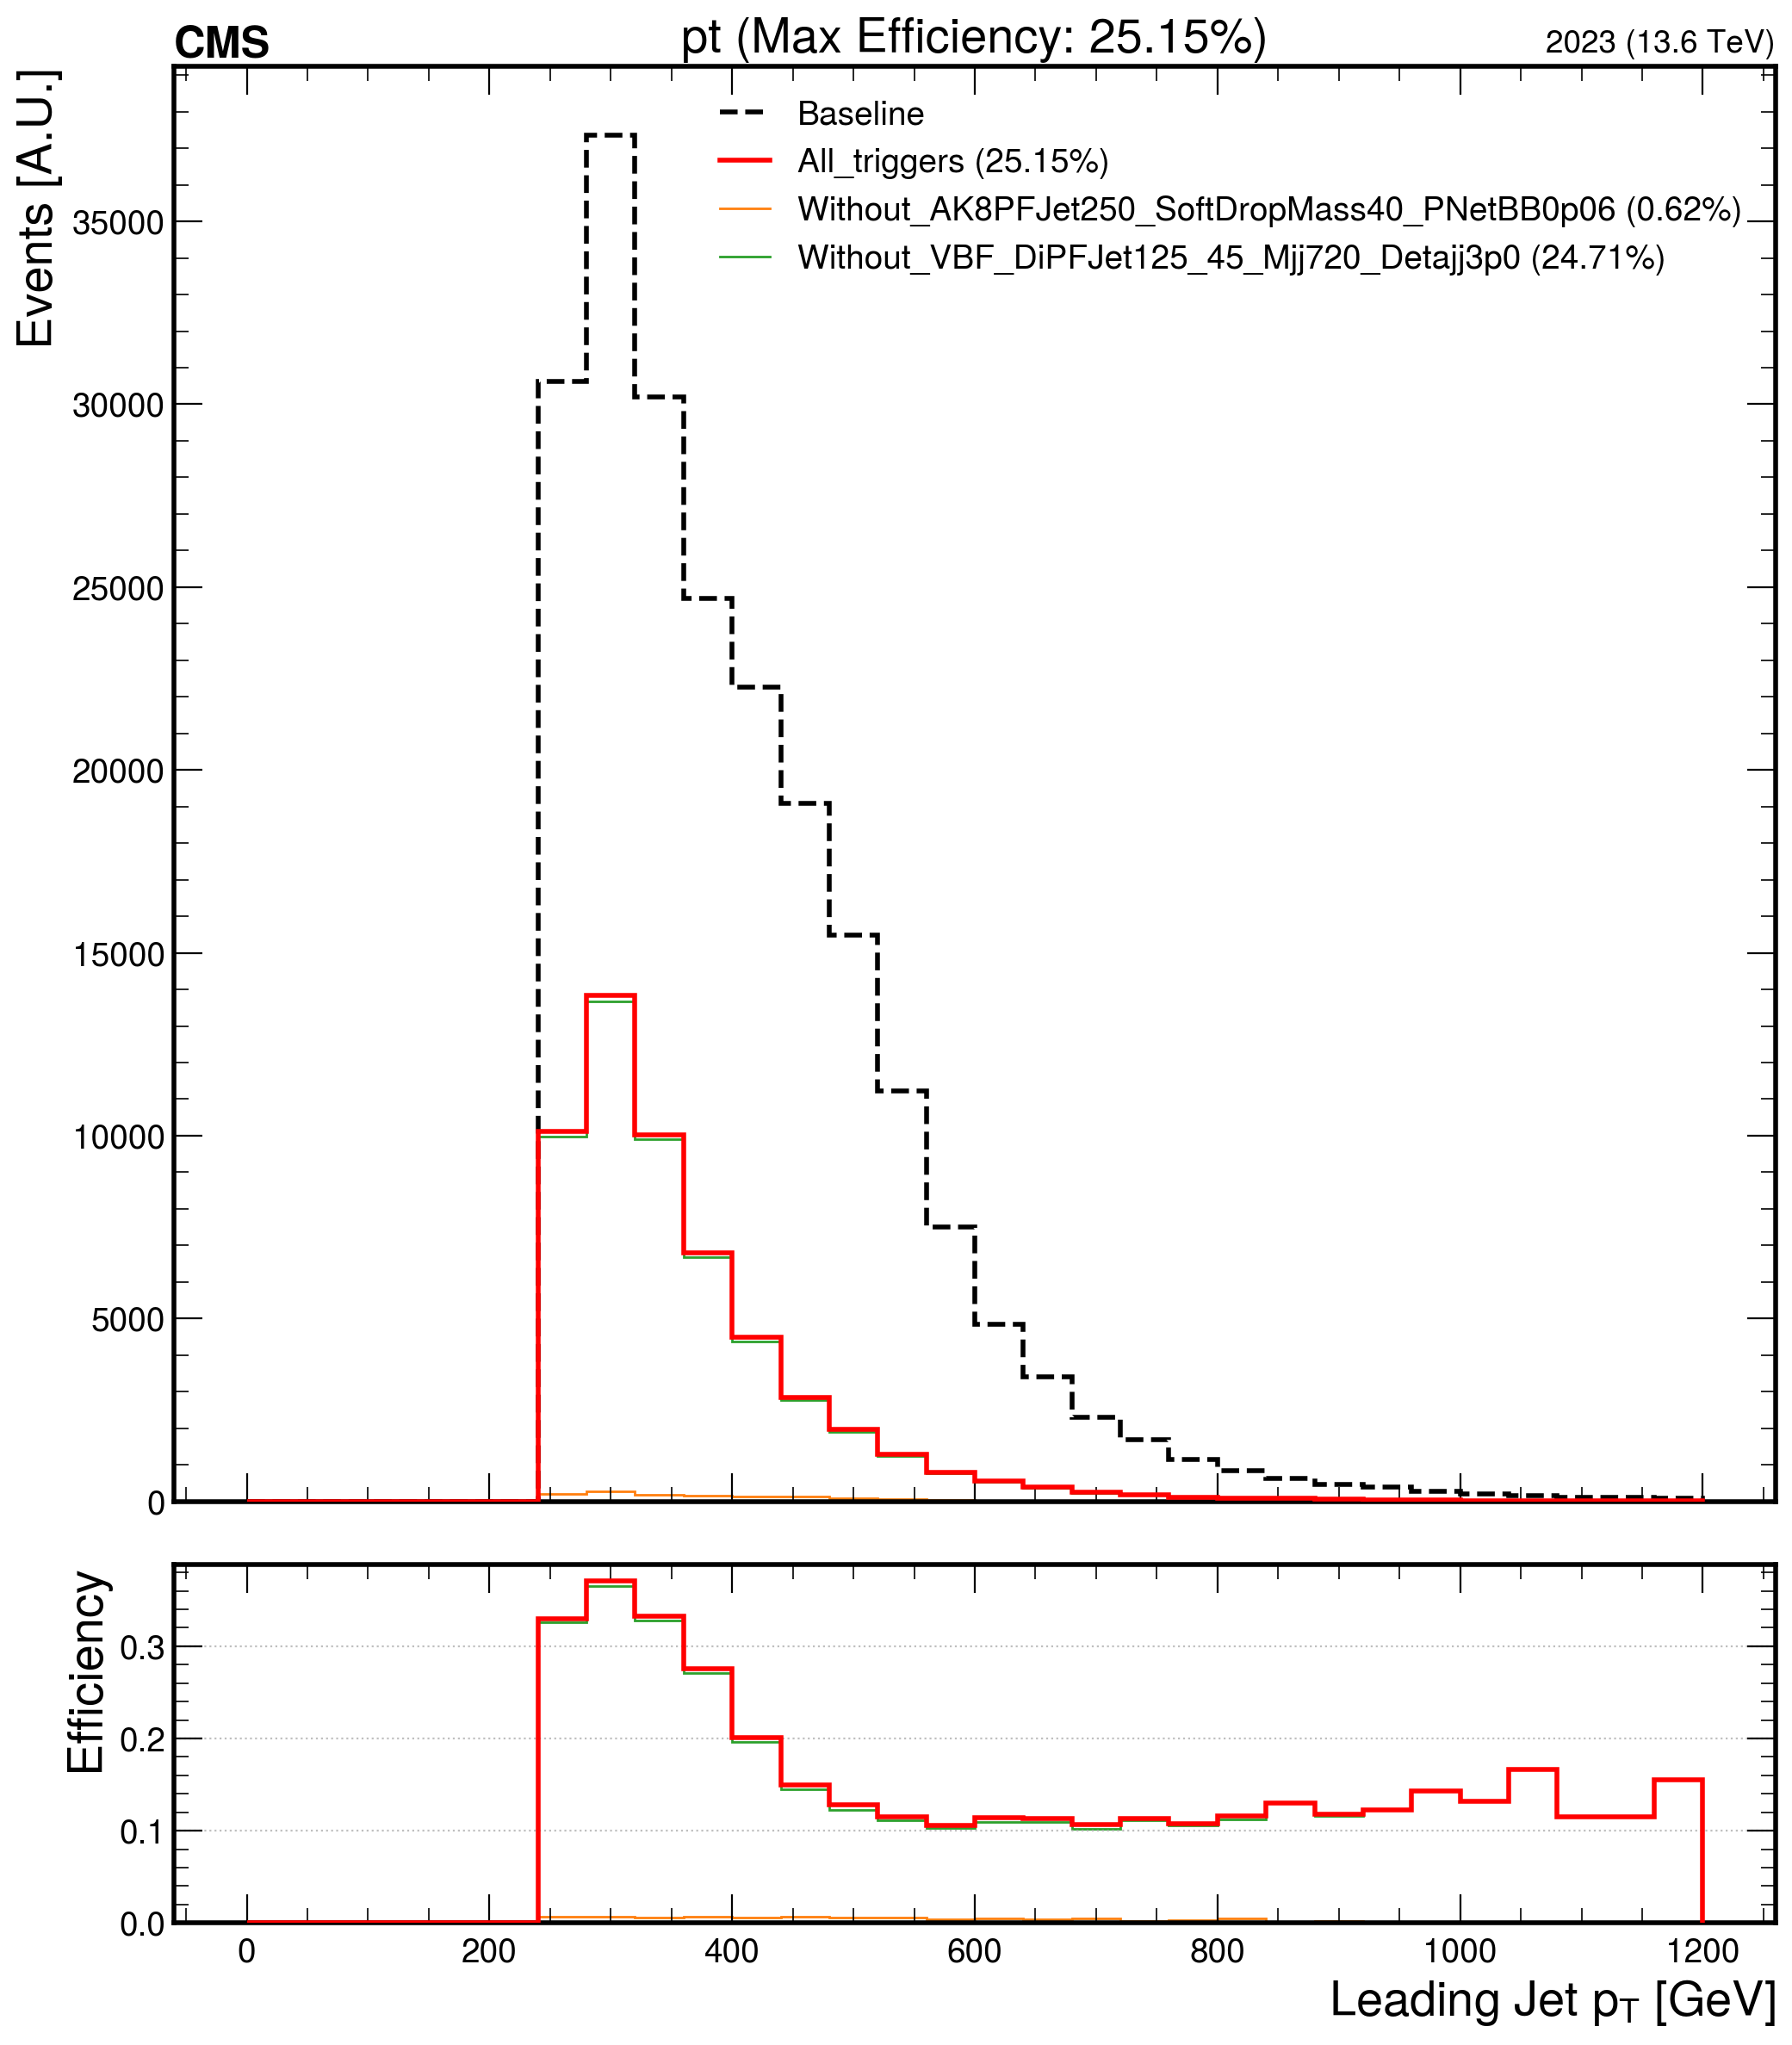 CMS pt (Max Efficiency: 25.15%) 2023 (13.6 TeV)
Events [A.U.]
Baseline
All_triggers (25.15%)
Without_AK8PFJet250_SoftDropMass40_PNetBB0p06 (0.62%)
Without_VBF_DiPFJet125_45_Mjj720_Detajj3p0 (24.71%)
35000
30000
25000
20000
15000
10000
5000
0
Efficiency
0.3
0.2
0.1
0.0
0 200 400 600 800 1000 1200
Leading Jet pT [GeV]